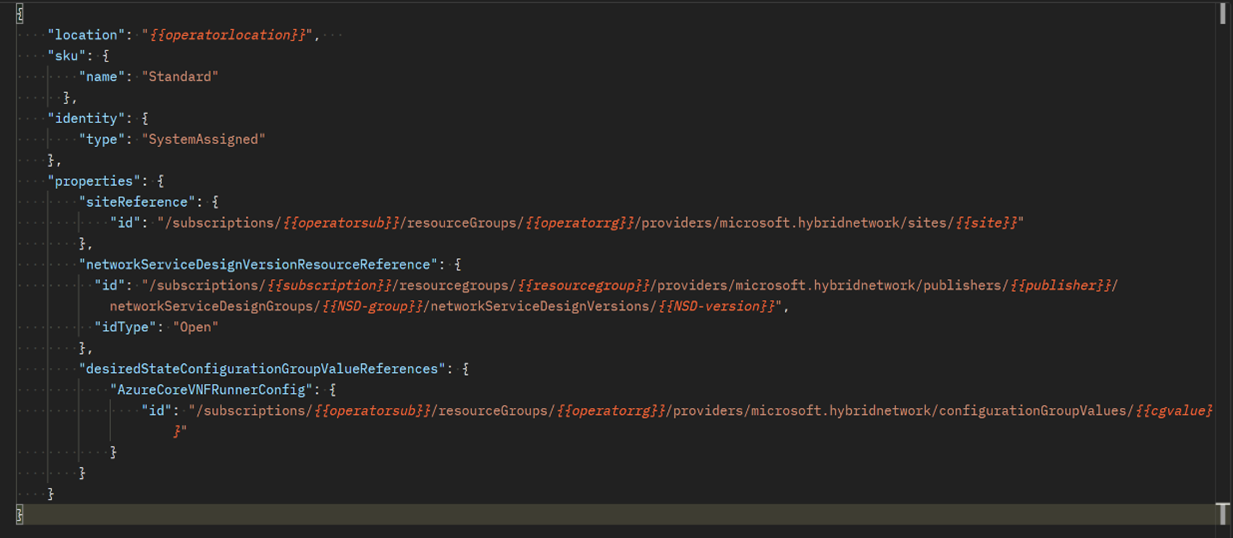 {
    "location": "{{operatorlocation}}",
    "sku": {
        "name": "Standard"
      },
    "identity": {
        "type": "SystemAssigned"
    },
    "properties": {
        "siteReference": {
            "id": "/subscriptions/{{operatorsub}}/resourceGroups/{{operatorrg}}/providers/microsoft.hybridnetwork/sites/{{site}}"
        },
        "networkServiceDesignVersionResourceReference": {
          "id": "/subscriptions/{{subscription}}/resourcegroups/{{resourcegroup}}/providers/microsoft.hybridnetwork/publishers/{{publisher}}/
            networkServiceDesignGroups/{{NSD-group}}/networkServiceDesignVersions/{{NSD-version}}",
          "idType": "Open"
        },
        "desiredStateConfigurationGroupValueReferences": {
            "AzureCoreVNFRunnerConfig": {
                "id": "/subscriptions/{{operatorsub}}/resourceGroups/{{operatorrg}}/providers/microsoft.hybridnetwork/configurationGroupValues/{{cgvalue}
                    }"
            }
        }
    }
}